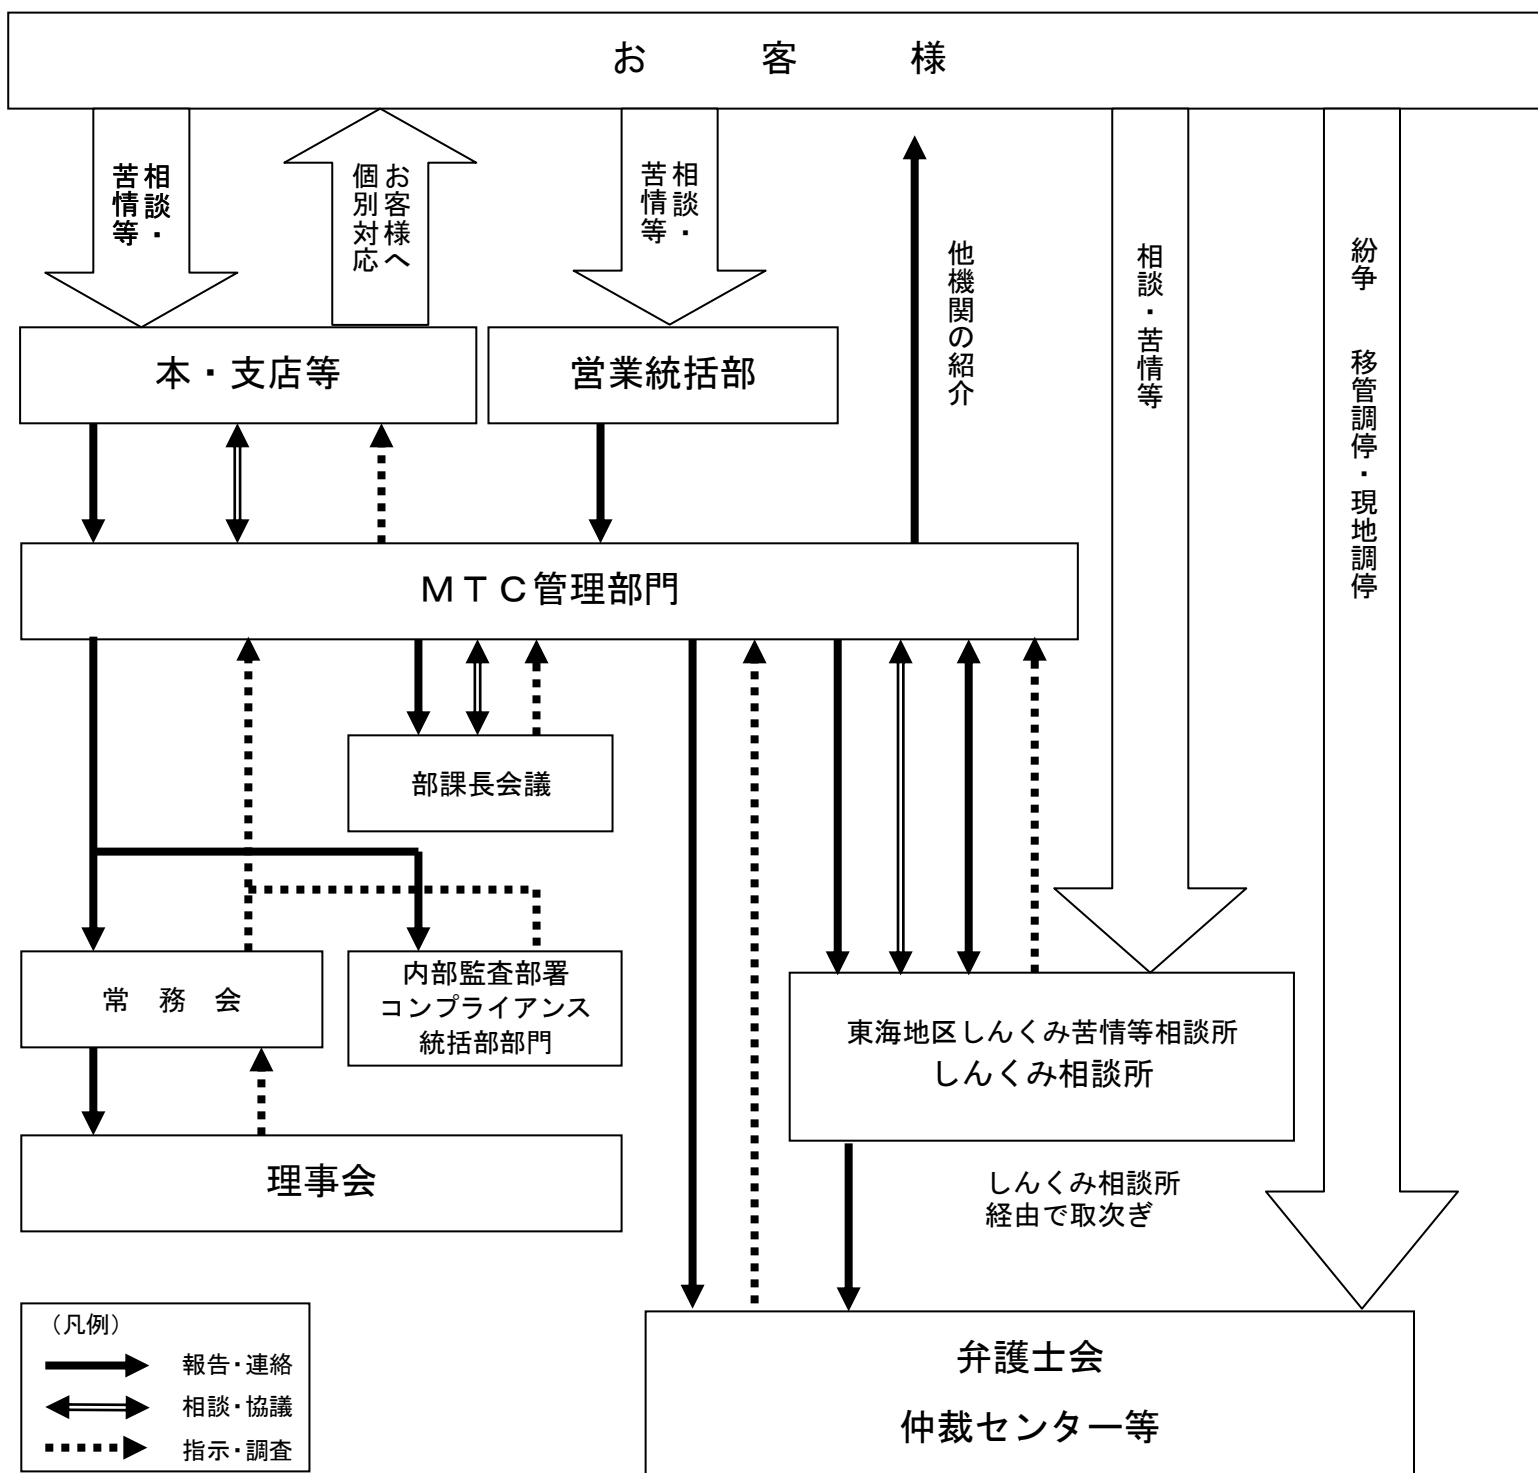 お　客　様
相談・
苦情等
お客様へ
個別対応
相談・
苦情等
他機関の紹介
相談・苦情等
紛争　移管調停・現地調停
本・支店等
営業統括部
ＭＴＣ管理部門
部課長会議
常　務　会
内部監査部署
コンプライアンス
統括部部門
東海地区しんくみ苦情等相談所
しんくみ相談所
理事会
しんくみ相談所
経由で取次ぎ
（凡例）
報告・連絡
相談・協議
指示・調査
弁護士会
仲裁センター等